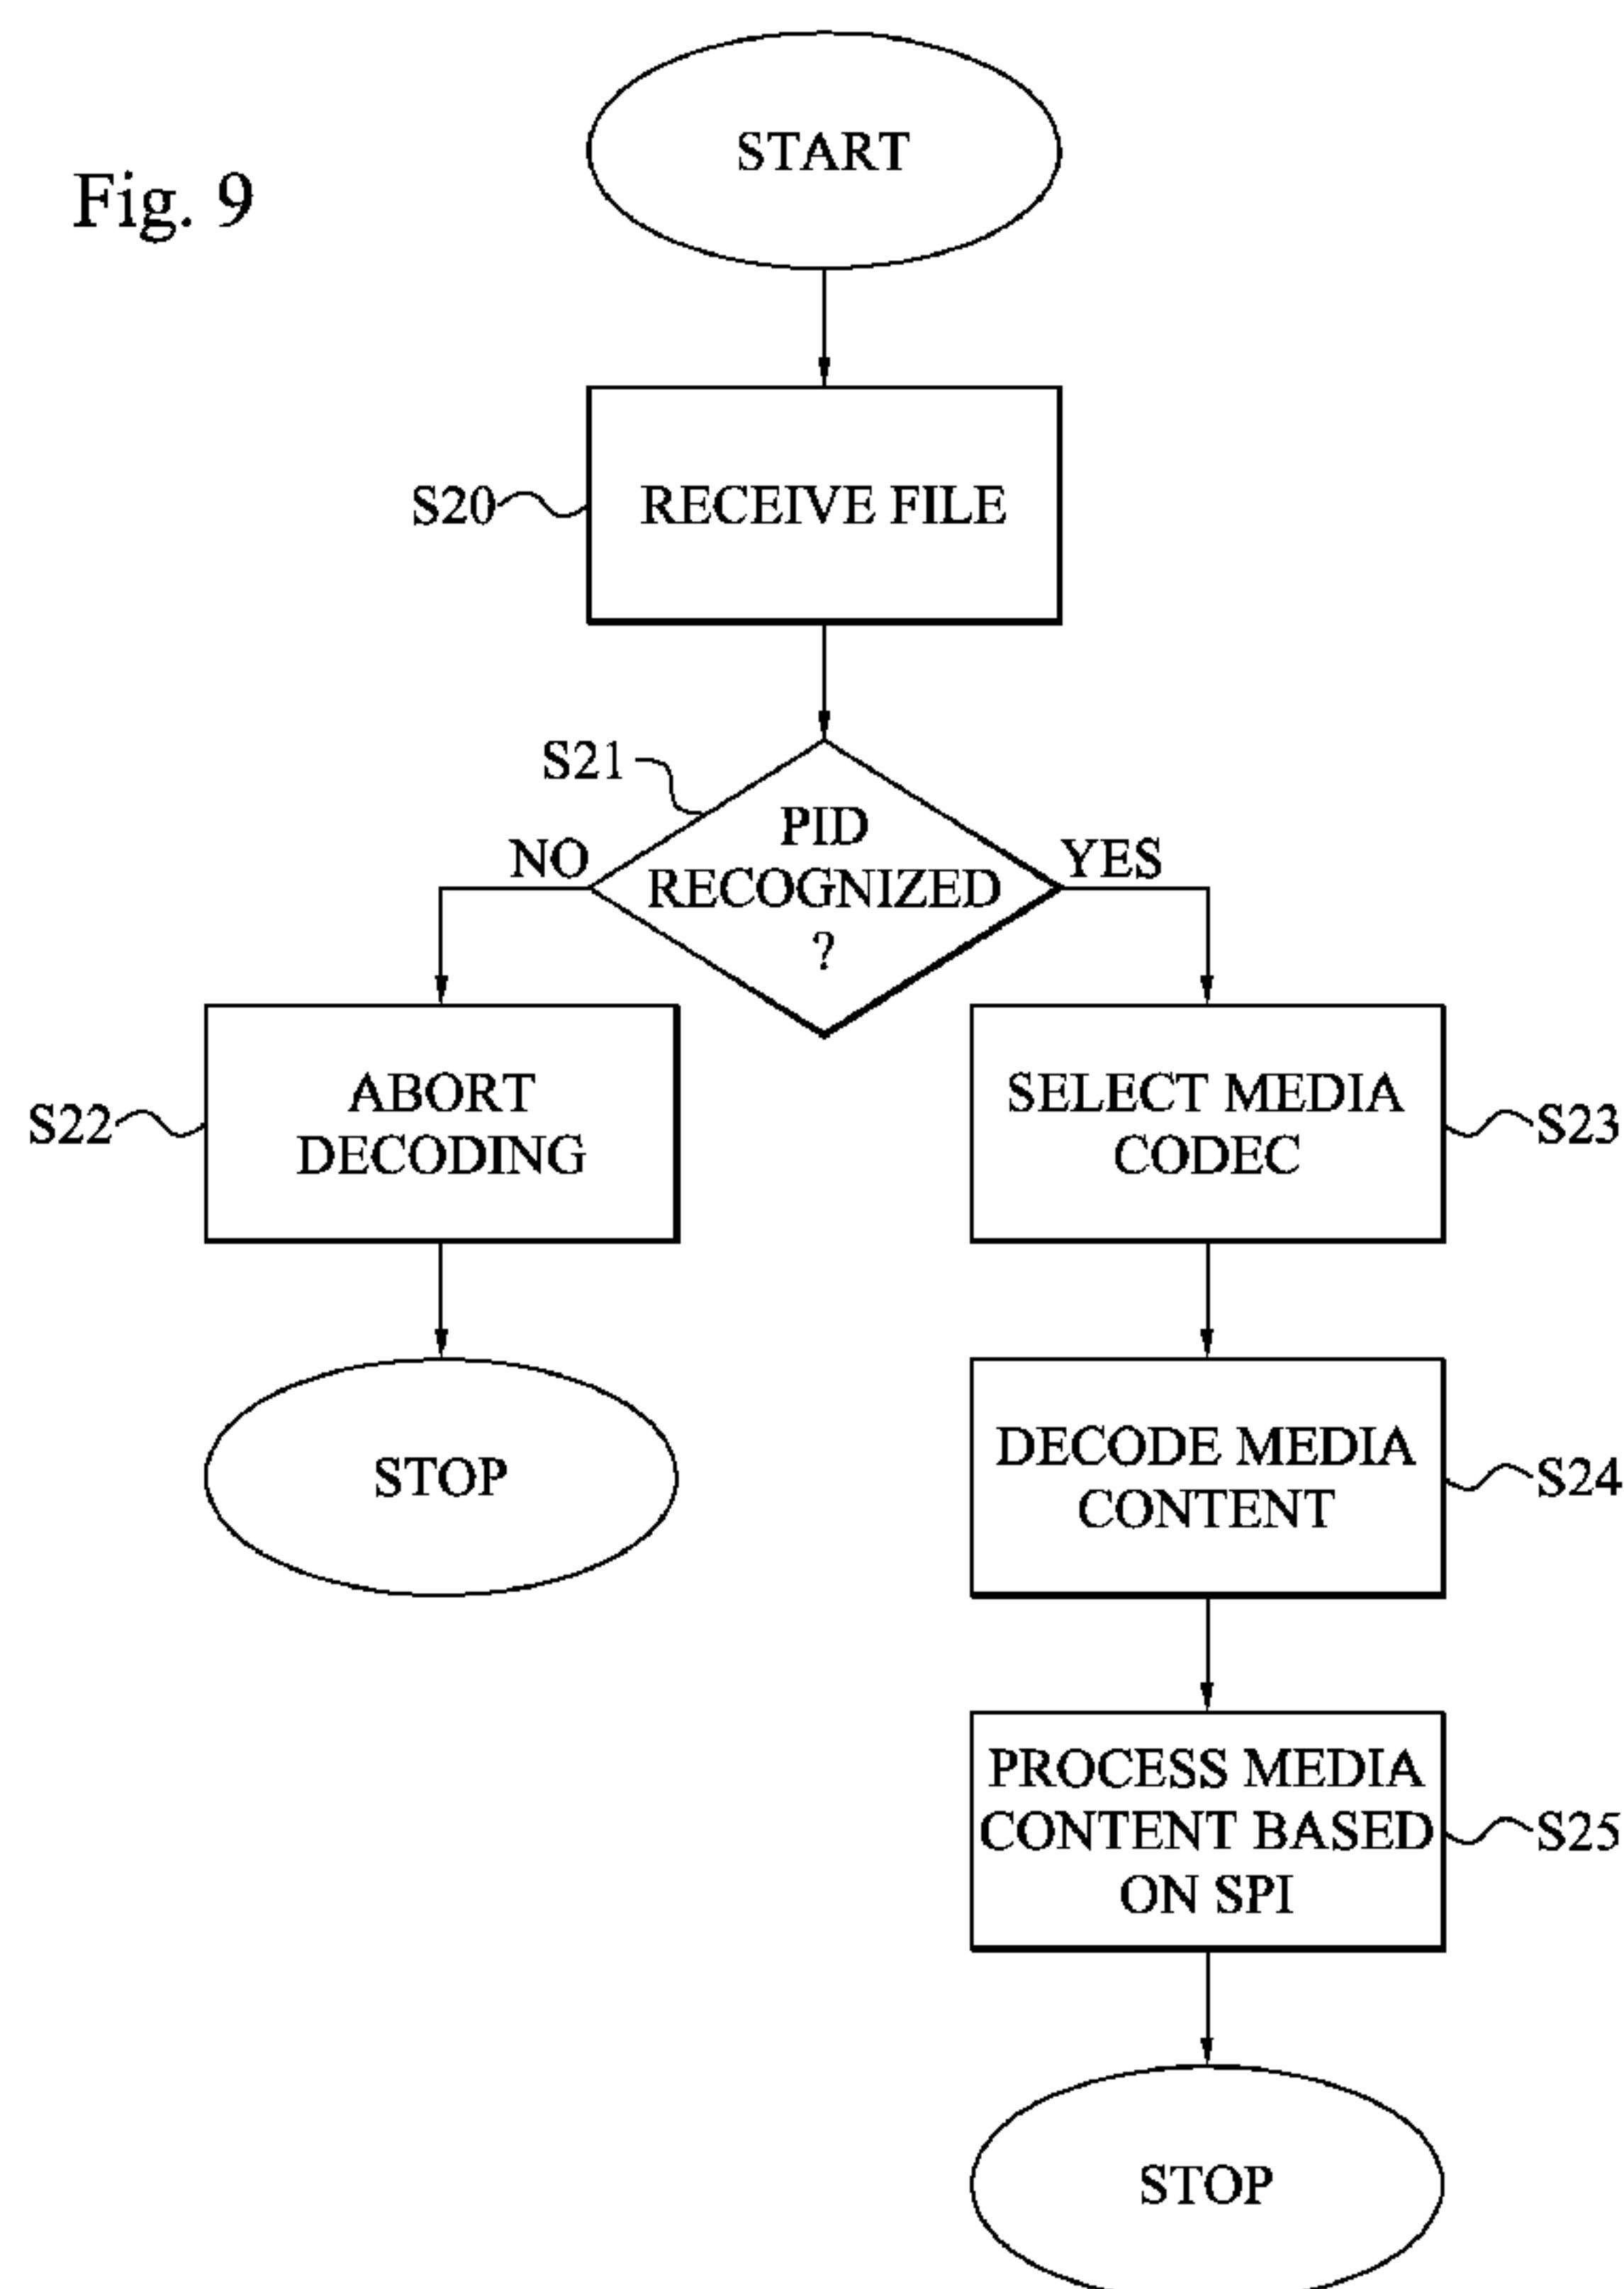 Fig. 9
START
S20
RECEIVE FILE
S21
PID
RECOGNIZED
?
NO
YES
S22
ABORT
DECODING
SELECT MEDIA
CODEC
S23
STOP
DECODE MEDIA
CONTENT
S24
PROCESS MEDIA
CONTENT BASED
ON SPI
S25
STOP